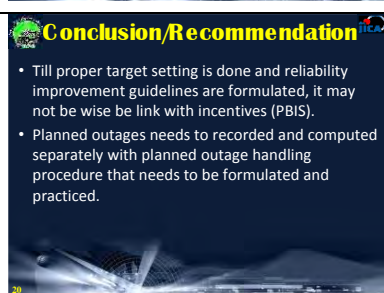 Conclusion/Recommendation
jICA
• Till proper target setting is done and reliability
improvement guidelines are formulated, it may
not be wise be link with incentives (PBIS).
• Planned outages needs to recorded and computed
separately with planned outage handling
procedure that needs to be formulated and
practiced.
20